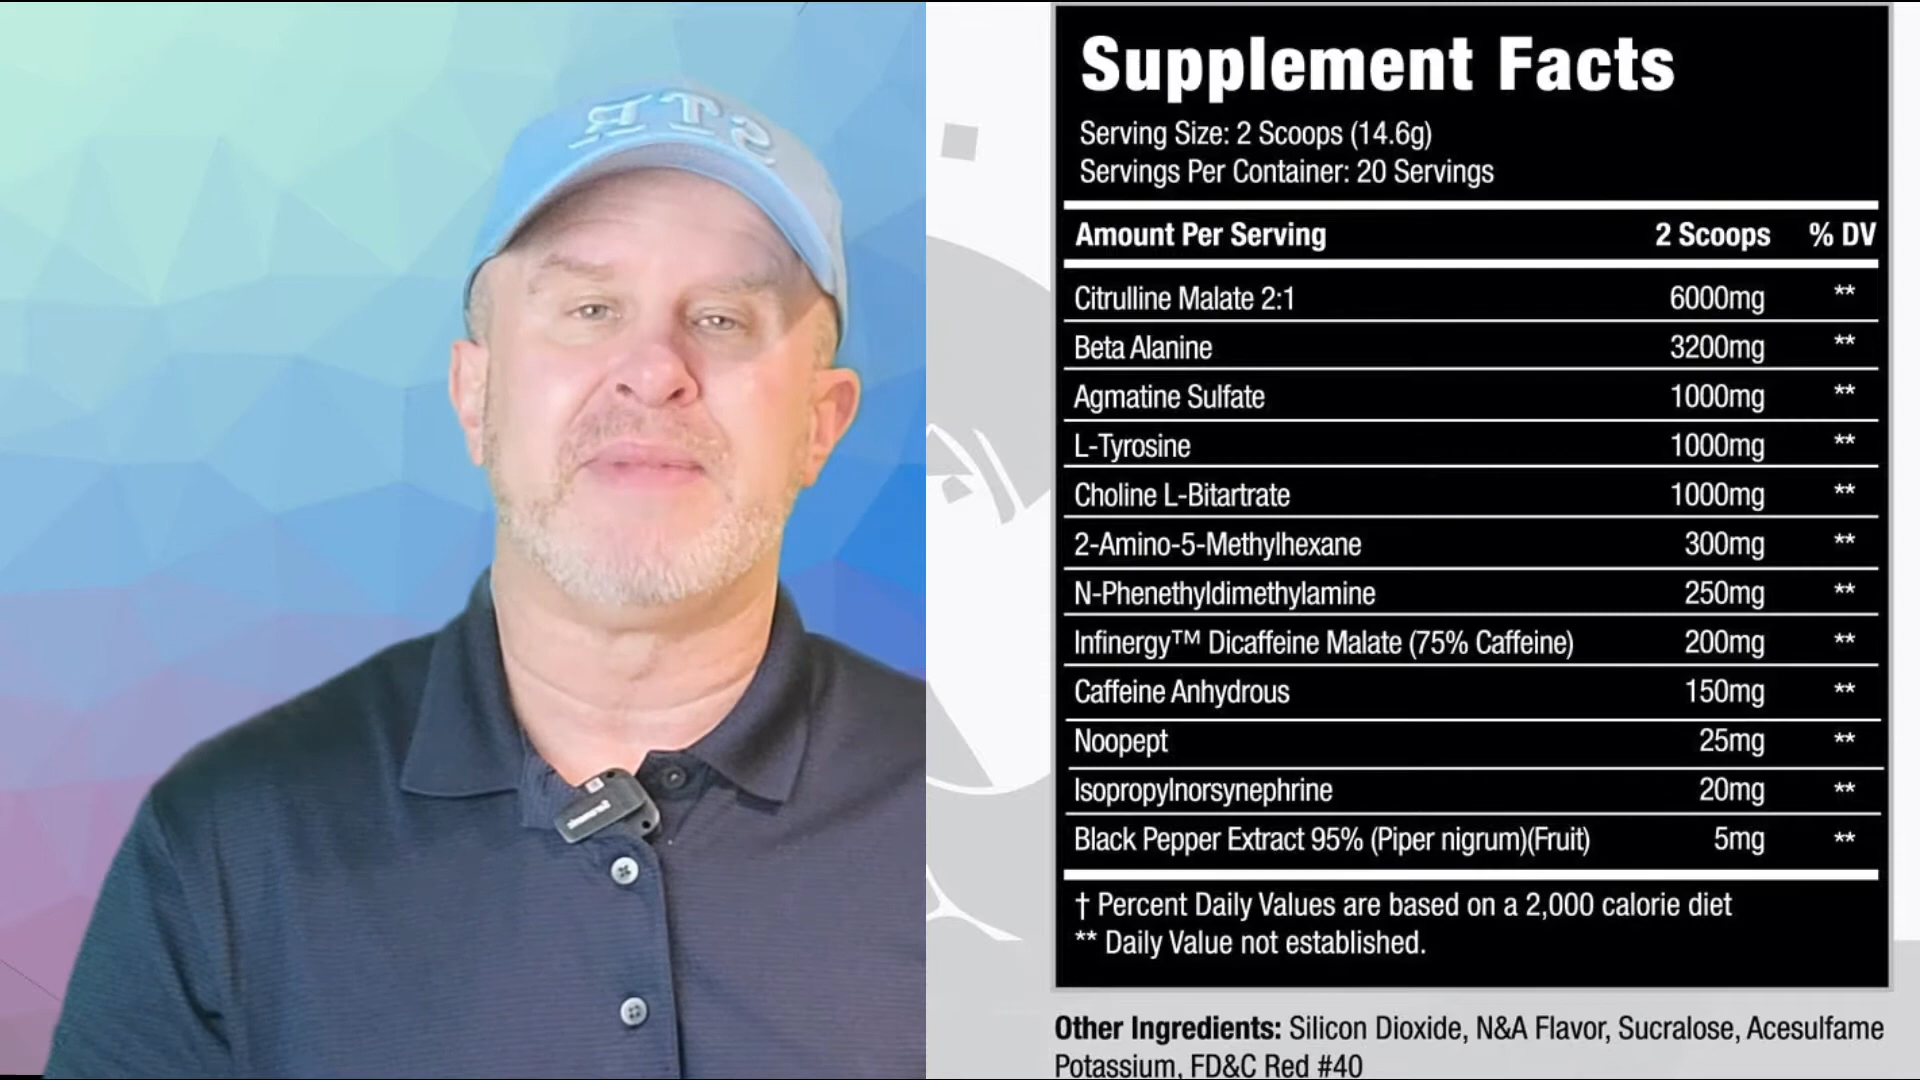 STR
Supplement Facts
Serving Size: 2 Scoops (14.6g)
Servings Per Container: 20 Servings
Amount Per Serving 2 Scoops % DV
Citrulline Malate 2:1 6000mg **
Beta Alanine 3200mg **
Agmatine Sulfate 1000mg **
L-Tyrosine 1000mg **
Choline L-Bitartrate 1000mg **
2-Amino-5-Methylhexane 300mg **
N-Phenethyldimethylamine 250mg **
Infinergy™ Dicaffeine Malate (75% Caffeine) 200mg **
Caffeine Anhydrous 150mg **
Noopept 25mg **
Isopropylnorsynephrine 20mg **
Black Pepper Extract 95% (Piper nigrum)(Fruit) 5mg **
† Percent Daily Values are based on a 2,000 calorie diet
** Daily Value not established.
Other Ingredients: Silicon Dioxide, N&A Flavor, Sucralose, Acesulfame
Potassium, FD&C Red #40